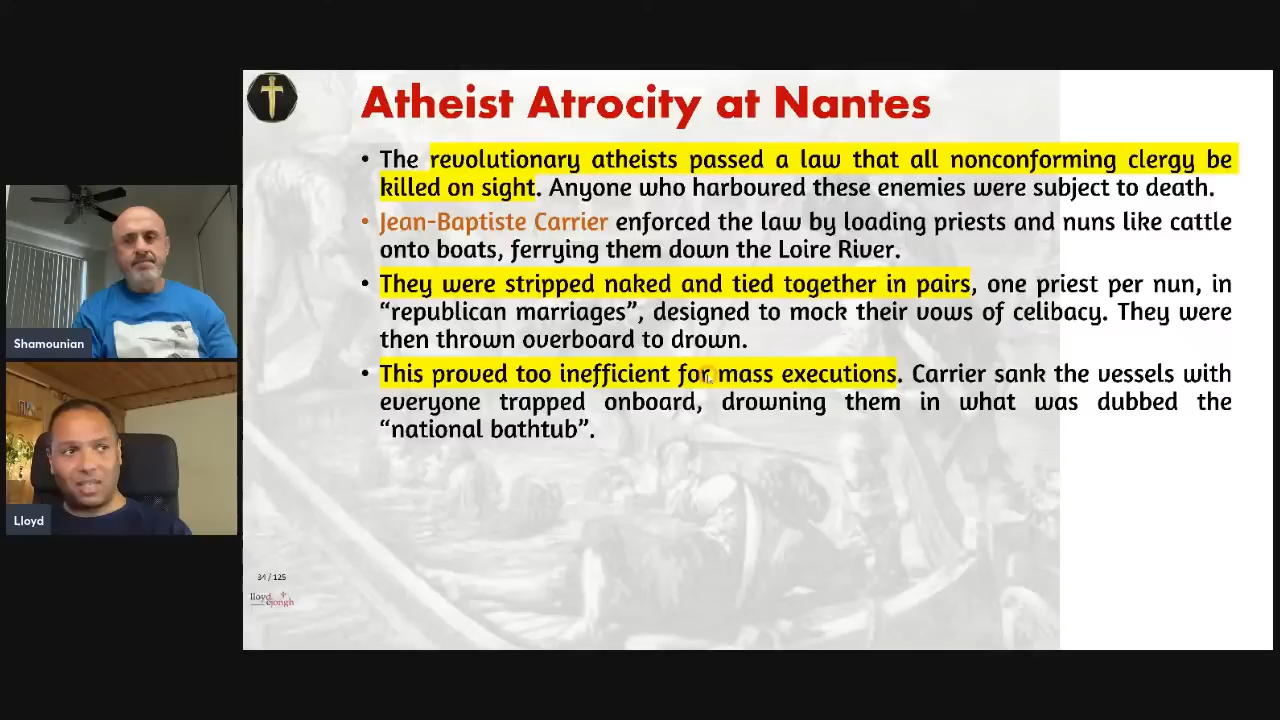 Atheist Atrocity at Nantes
• The revolutionary atheists passed a law that all nonconforming clergy be
killed on sight. Anyone who harboured these enemies were subject to death.
• Jean-Baptiste Carrier enforced the law by loading priests and nuns like cattle
onto boats, ferrying them down the Loire River.
• They were stripped naked and tied together in pairs, one priest per nun, in
“republican marriages”, designed to mock their vows of celibacy. They were
then thrown overboard to drown.
• This proved too inefficient for mass executions. Carrier sank the vessels with
everyone trapped onboard, drowning them in what was dubbed the
“national bathtub”.
Shamounian
Lloyd
34 / 125
lloyd
dejongh